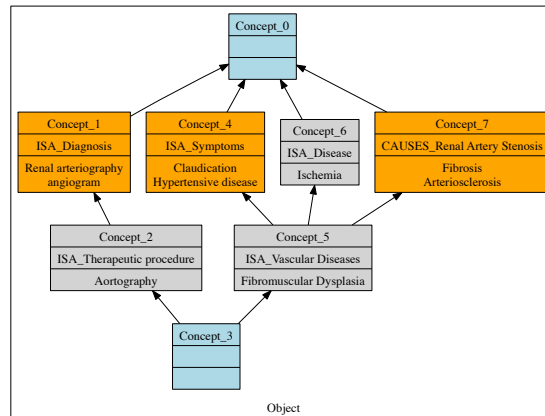 Concept_0
Concept_1
ISA_Diagnosis
Renal arteriography
angiogram
Concept_4
ISA_Symptoms
Claudication
Hypertensive disease
Concept_6
ISA_Disease
Ischemia
Concept_7
CAUSES_Renal Artery Stenosis
Fibrosis
Arteriosclerosis
Concept_2
ISA_Therapeutic procedure
Aortography
Concept_5
ISA_Vascular Diseases
Fibromuscular Dysplasia
Concept_3
Object